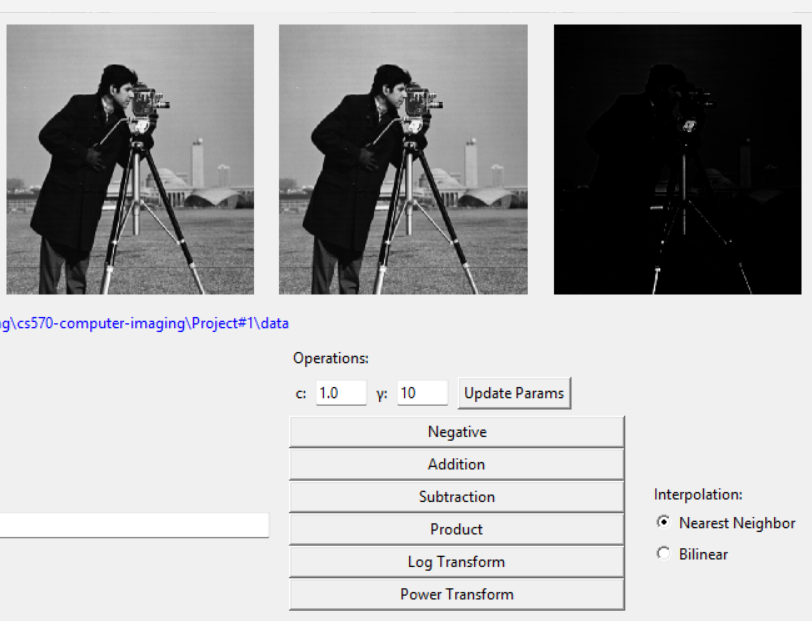 g\cs570-computer-imaging\Project#1\data
Operations:
c: 1.0 γ: 10 Update Params
Negative
Addition
Subtraction
Interpolation:
Product
Nearest Neighbor
Log Transform
Bilinear
Power Transform